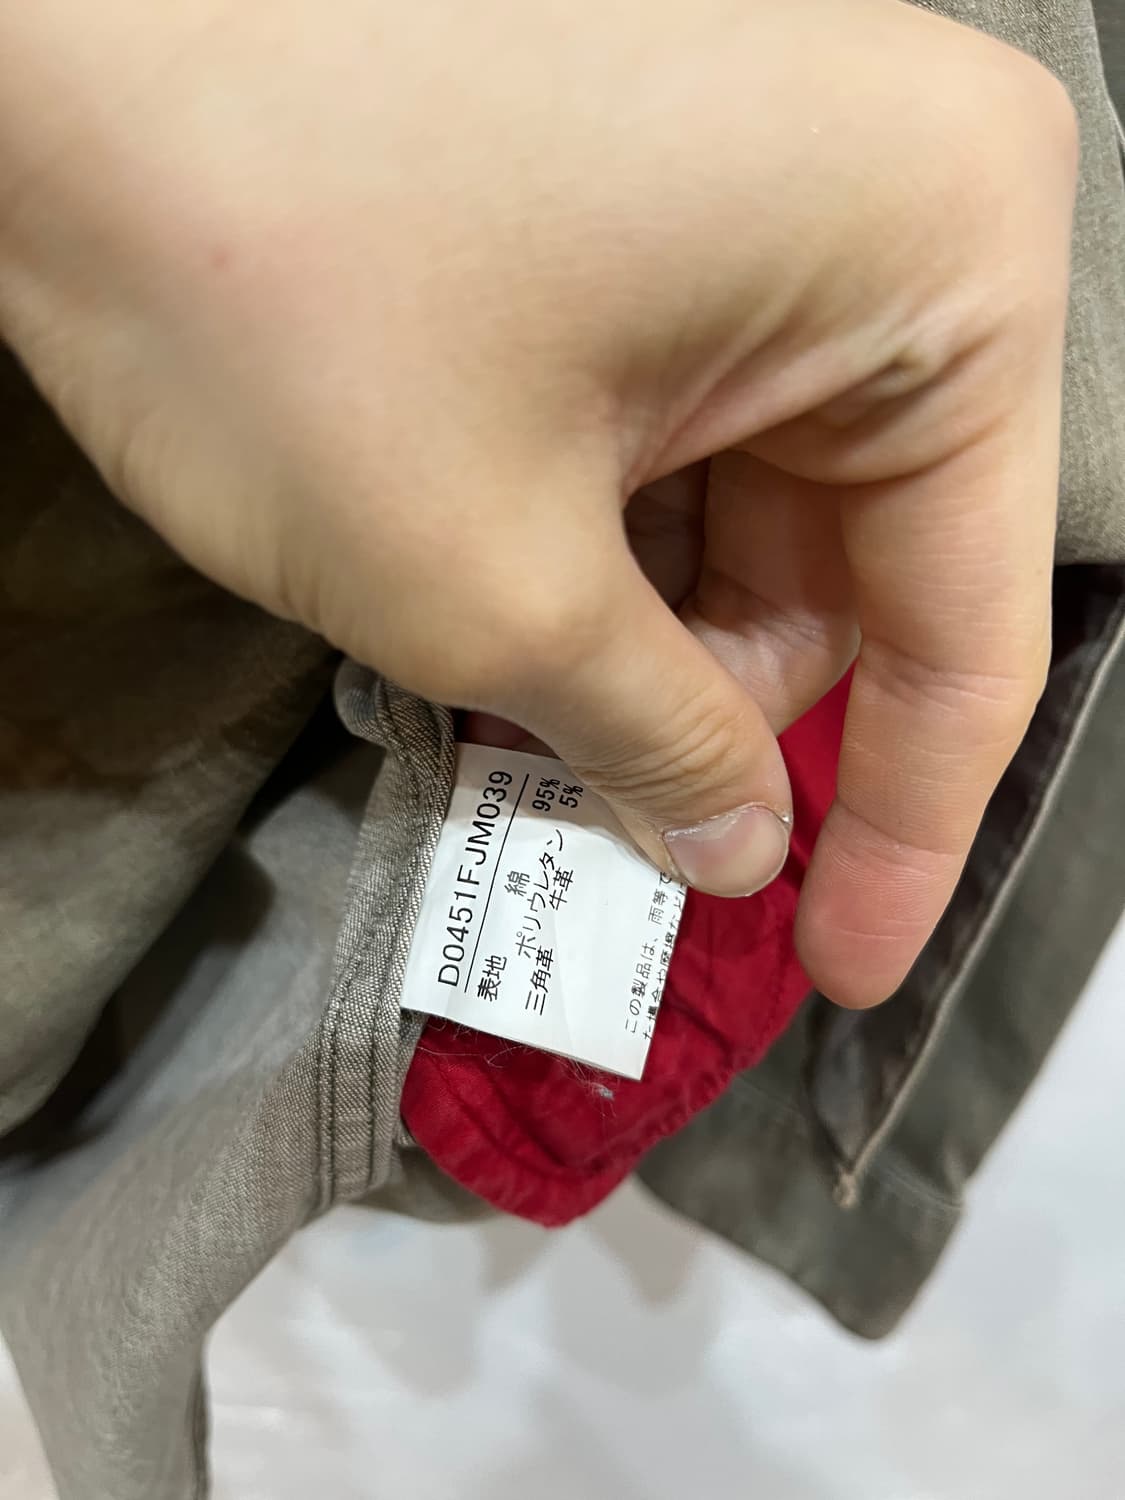 D0451FJM039
表地 綿 95%
ポリウレタン 5%
三角革 牛革
この製品は、雨等で